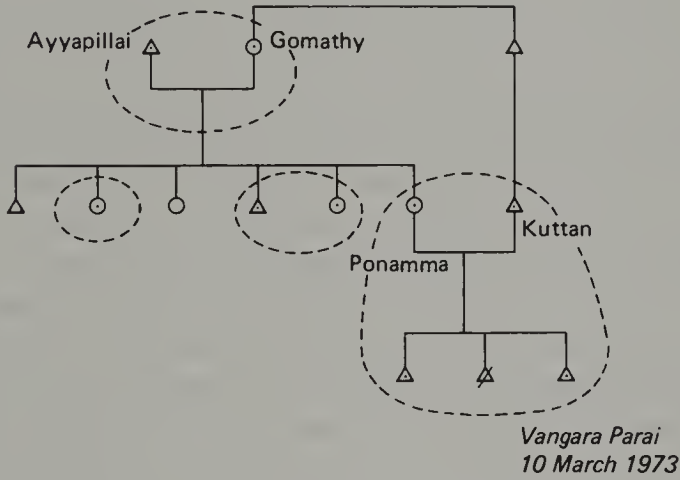 Ayyapillai Gomathy
Kuttan
Ponamma
Vangara Parai
10 March 1973